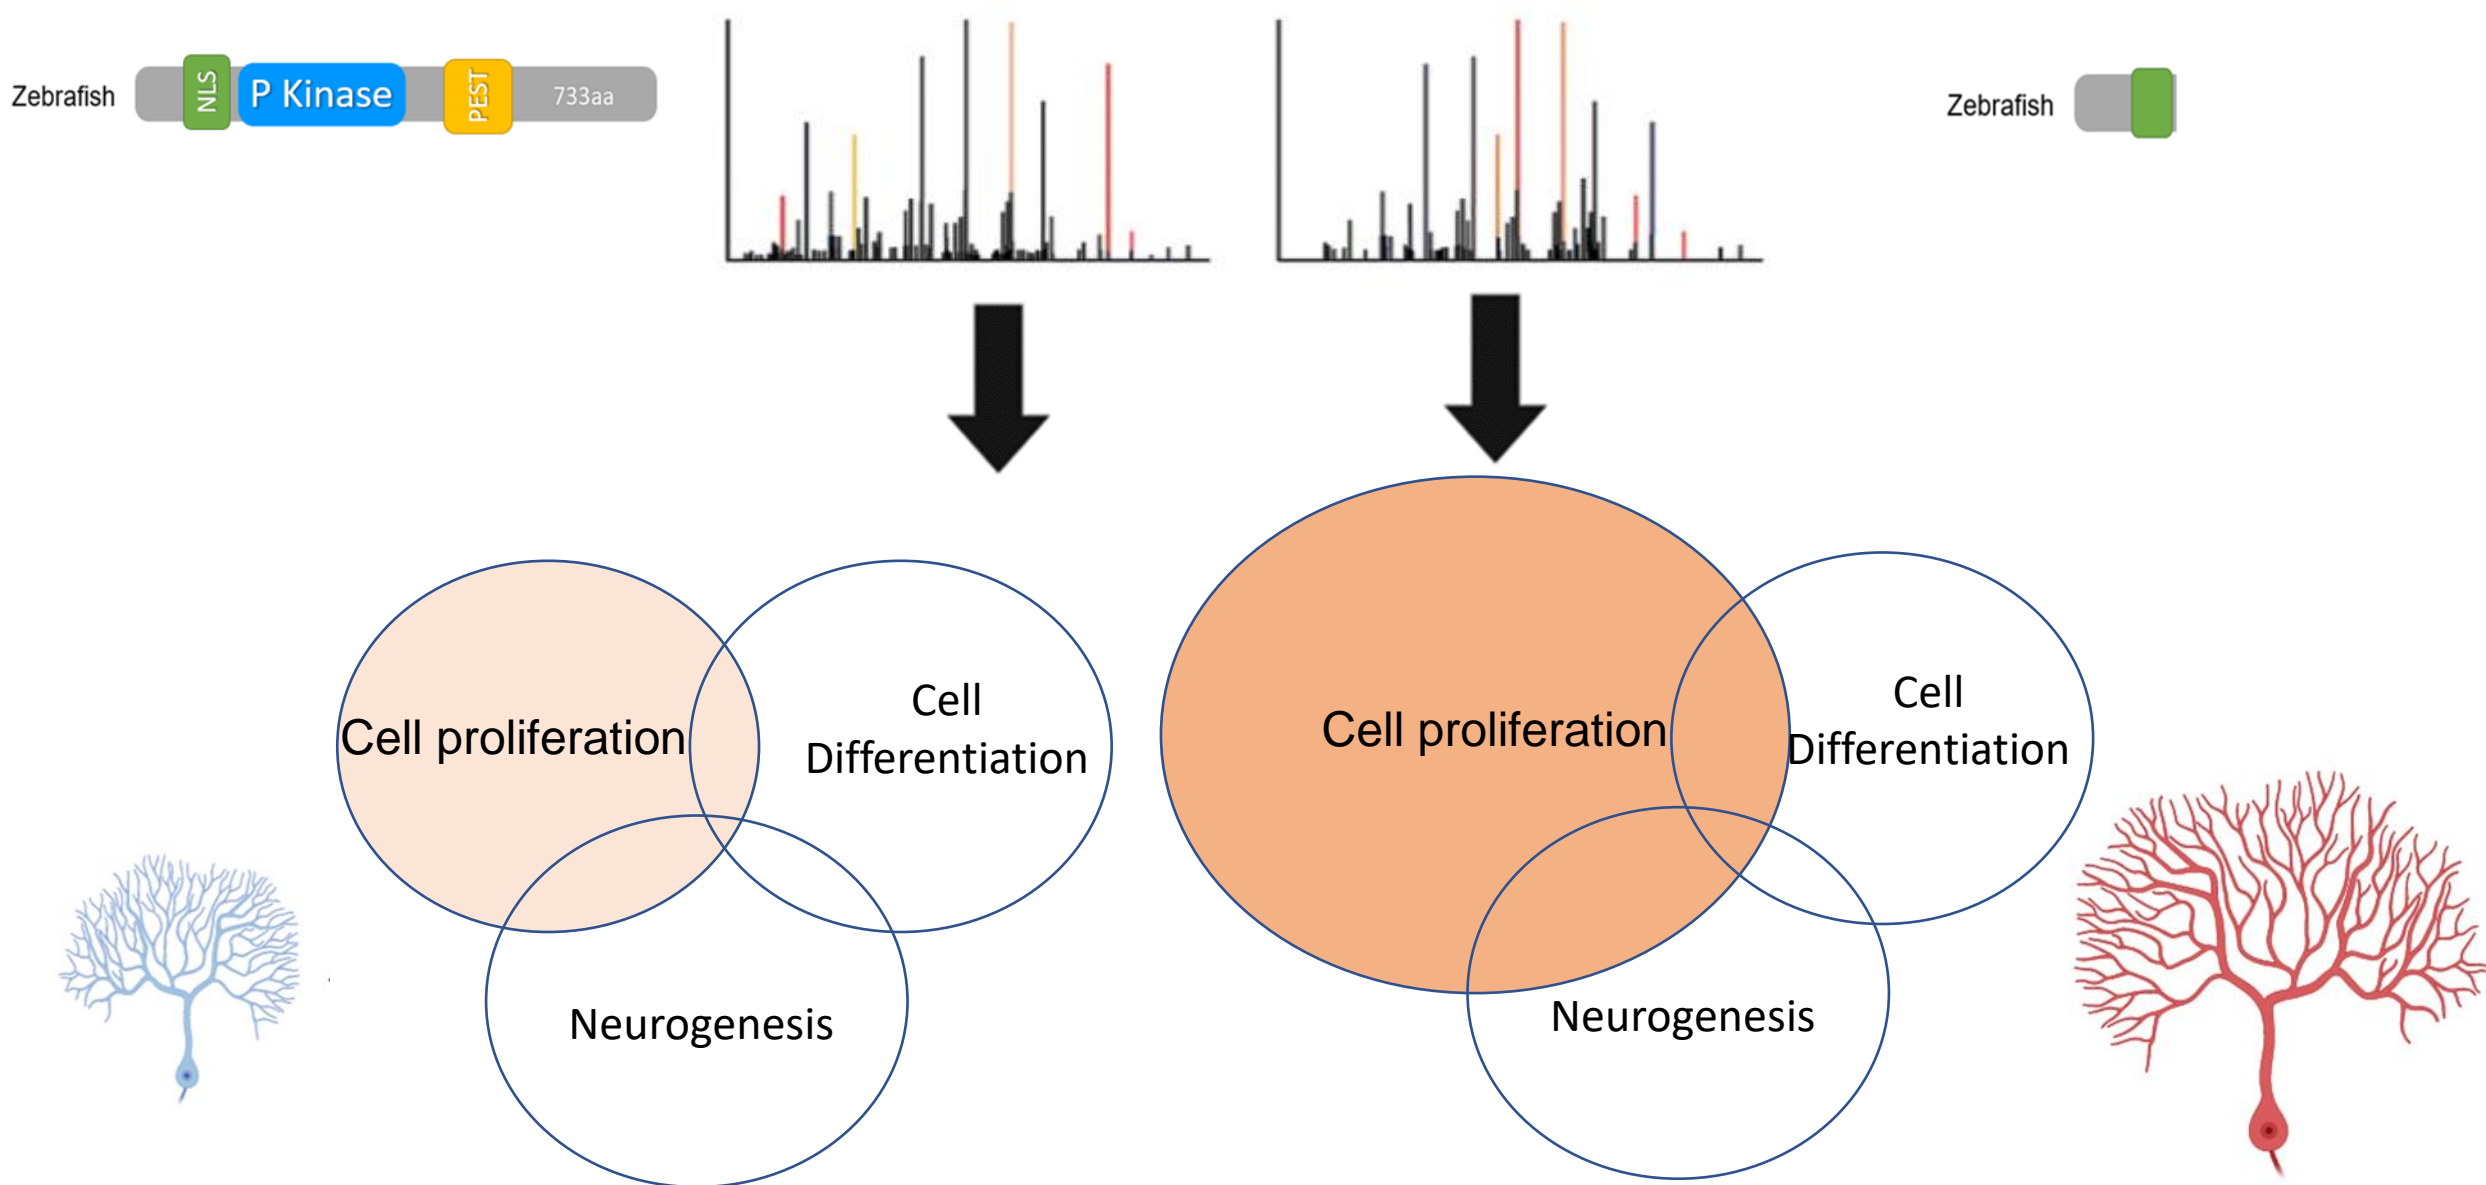 Zebrafish
NLS
P Kinase
PEST
733aa
Zebrafish
Cell proliferation
Cell
Differentiation
Neurogenesis
Cell proliferation
Cell
Differentiation
Neurogenesis